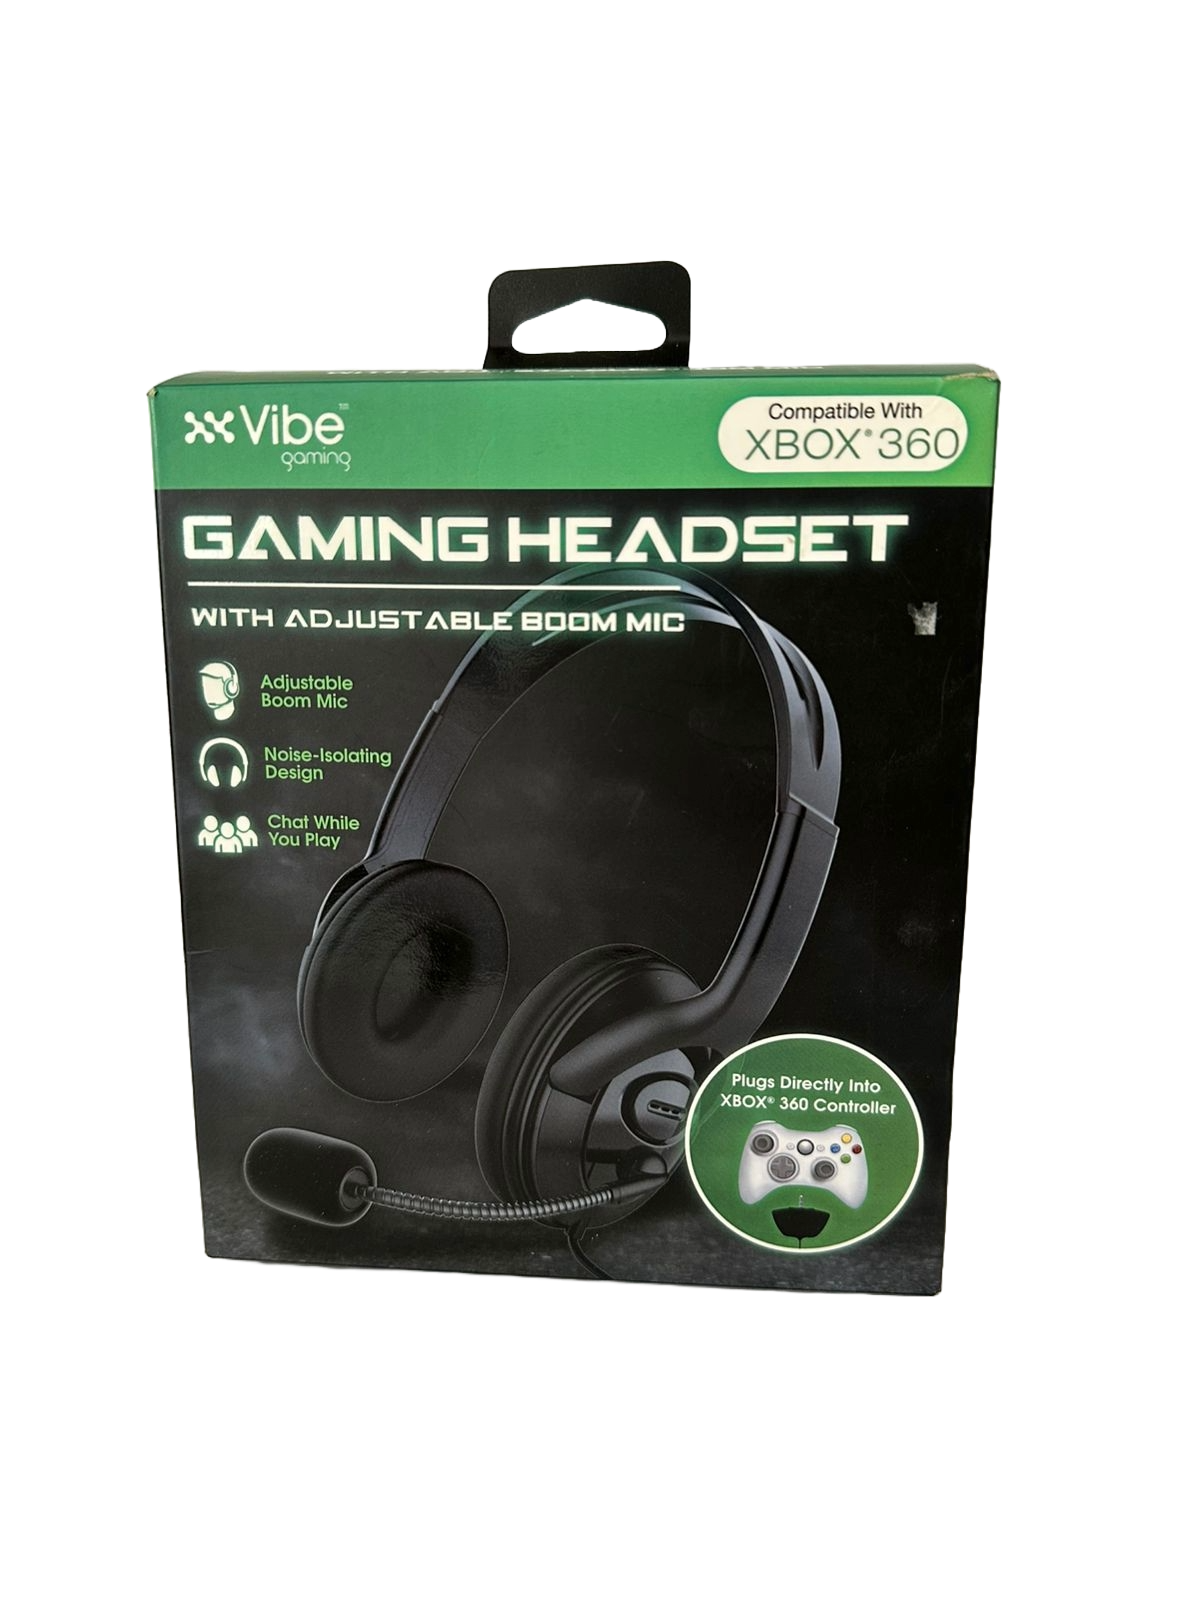 Vibe™
gaming
Compatible With
XBOX® 360
GAMING HEADSET
WITH ADJUSTABLE BOOM MIC
Adjustable
Boom Mic
Noise-Isolating
Design
Chat While
You Play
Plugs Directly Into
XBOX® 360 Controller